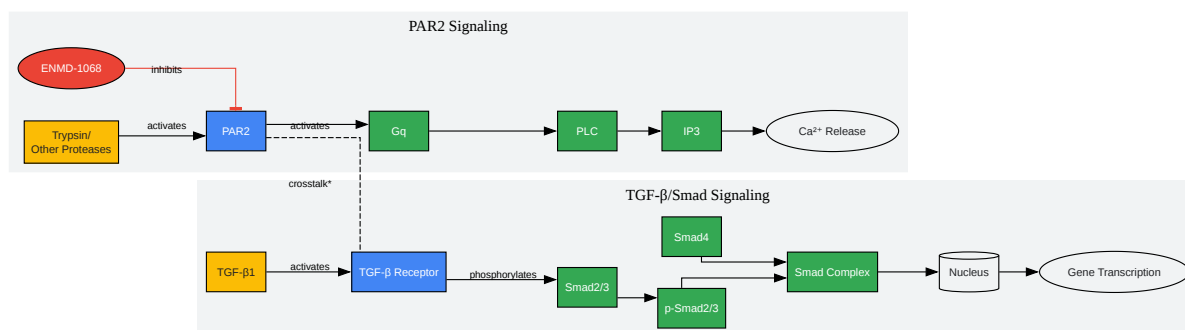 PAR2 Signaling
ENMD-1068
inhibits
Trypsin/
Other Proteases
activates
PAR2
activates
Gq
PLC
IP3
Ca²⁺ Release
crosstalk*
TGF-β/Smad Signaling
Smad4
TGF-β1
activates
TGF-β Receptor
phosphorylates
Smad2/3
p-Smad2/3
Smad Complex
Nucleus
Gene Transcription